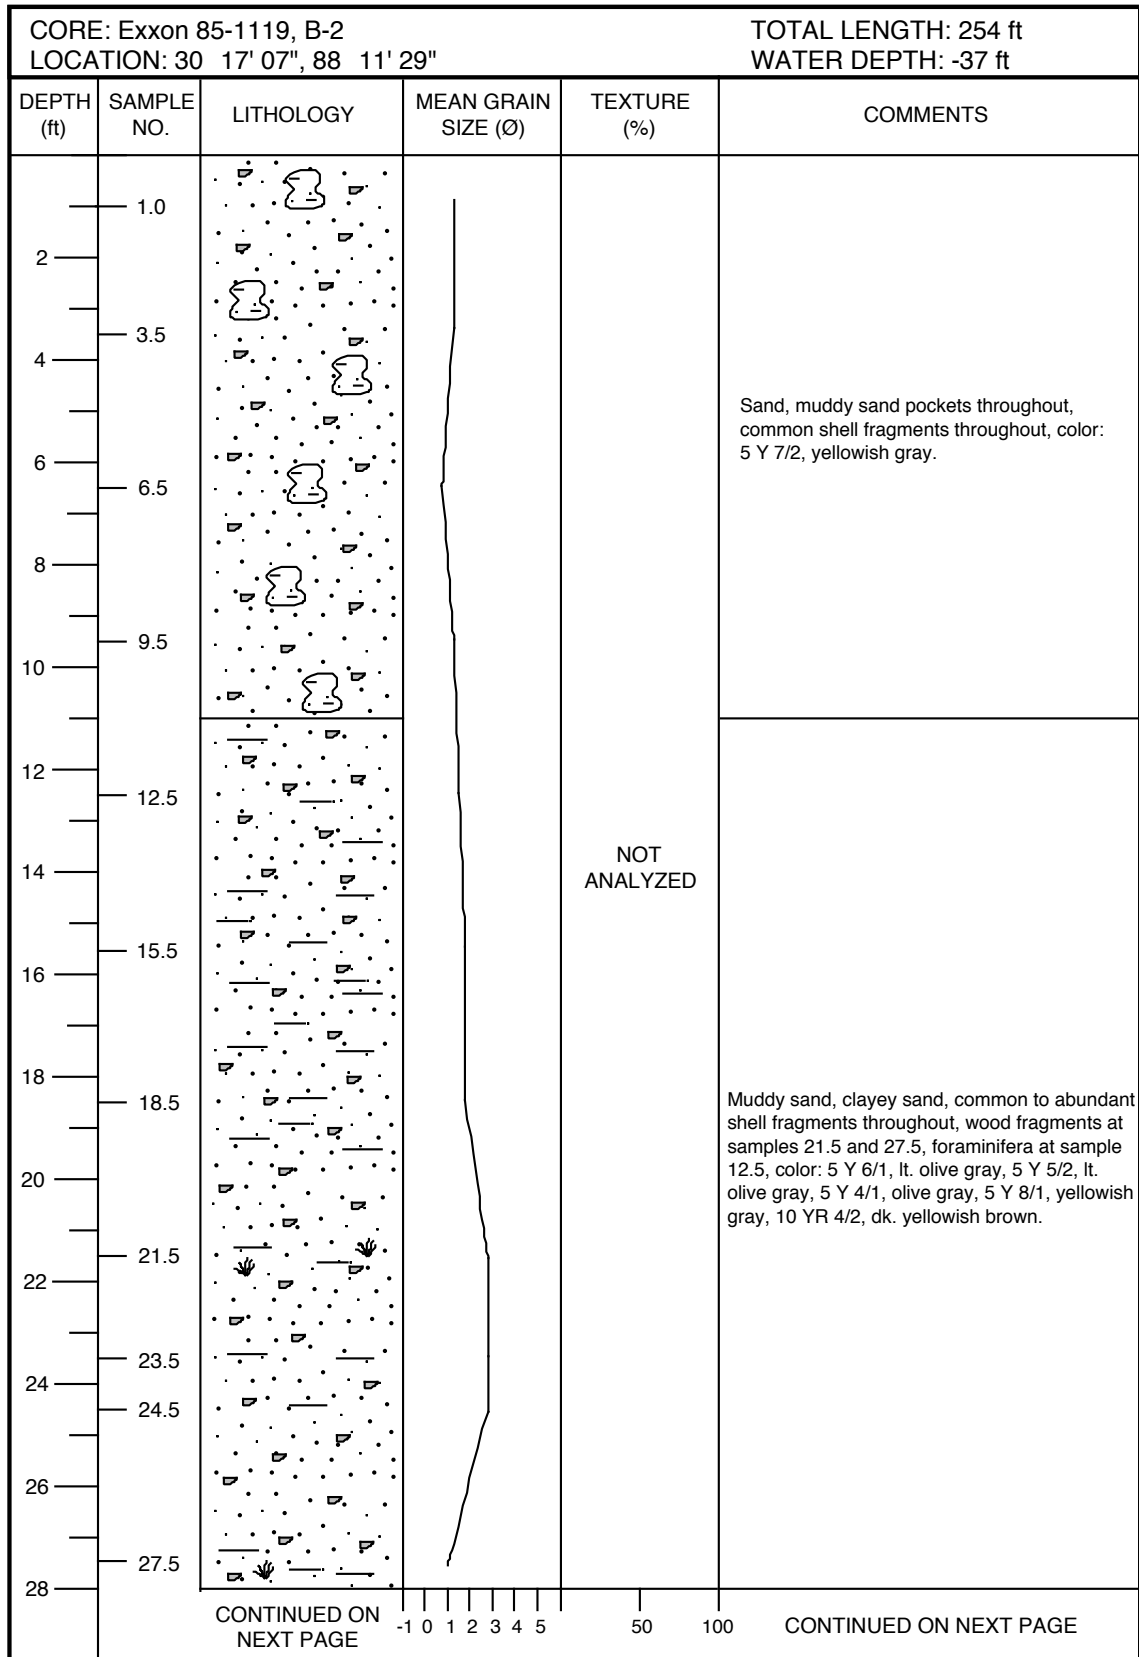 CORE: Exxon 85-1119, B-2
TOTAL LENGTH: 254 ft
LOCATION: 30 17' 07", 88 11' 29"
WATER DEPTH: -37 ft
DEPTH (ft)
SAMPLE NO.
LITHOLOGY
MEAN GRAIN SIZE (Ø)
TEXTURE (%)
COMMENTS
1.0
2
3.5
4
Sand, muddy sand pockets throughout,
common shell fragments throughout, color:
5 Y 7/2, yellowish gray.
6
6.5
8
9.5
10
12
12.5
NOT
ANALYZED
14
15.5
16
18
18.5
Muddy sand, clayey sand, common to abundant
shell fragments throughout, wood fragments at
samples 21.5 and 27.5, foraminifera at sample
12.5, color: 5 Y 6/1, lt. olive gray, 5 Y 5/2, lt.
olive gray, 5 Y 4/1, olive gray, 5 Y 8/1, yellowish
gray, 10 YR 4/2, dk. yellowish brown.
20
21.5
22
23.5
24
24.5
26
27.5
28
CONTINUED ON
NEXT PAGE
-1 0 1 2 3 4 5
50 100
CONTINUED ON NEXT PAGE